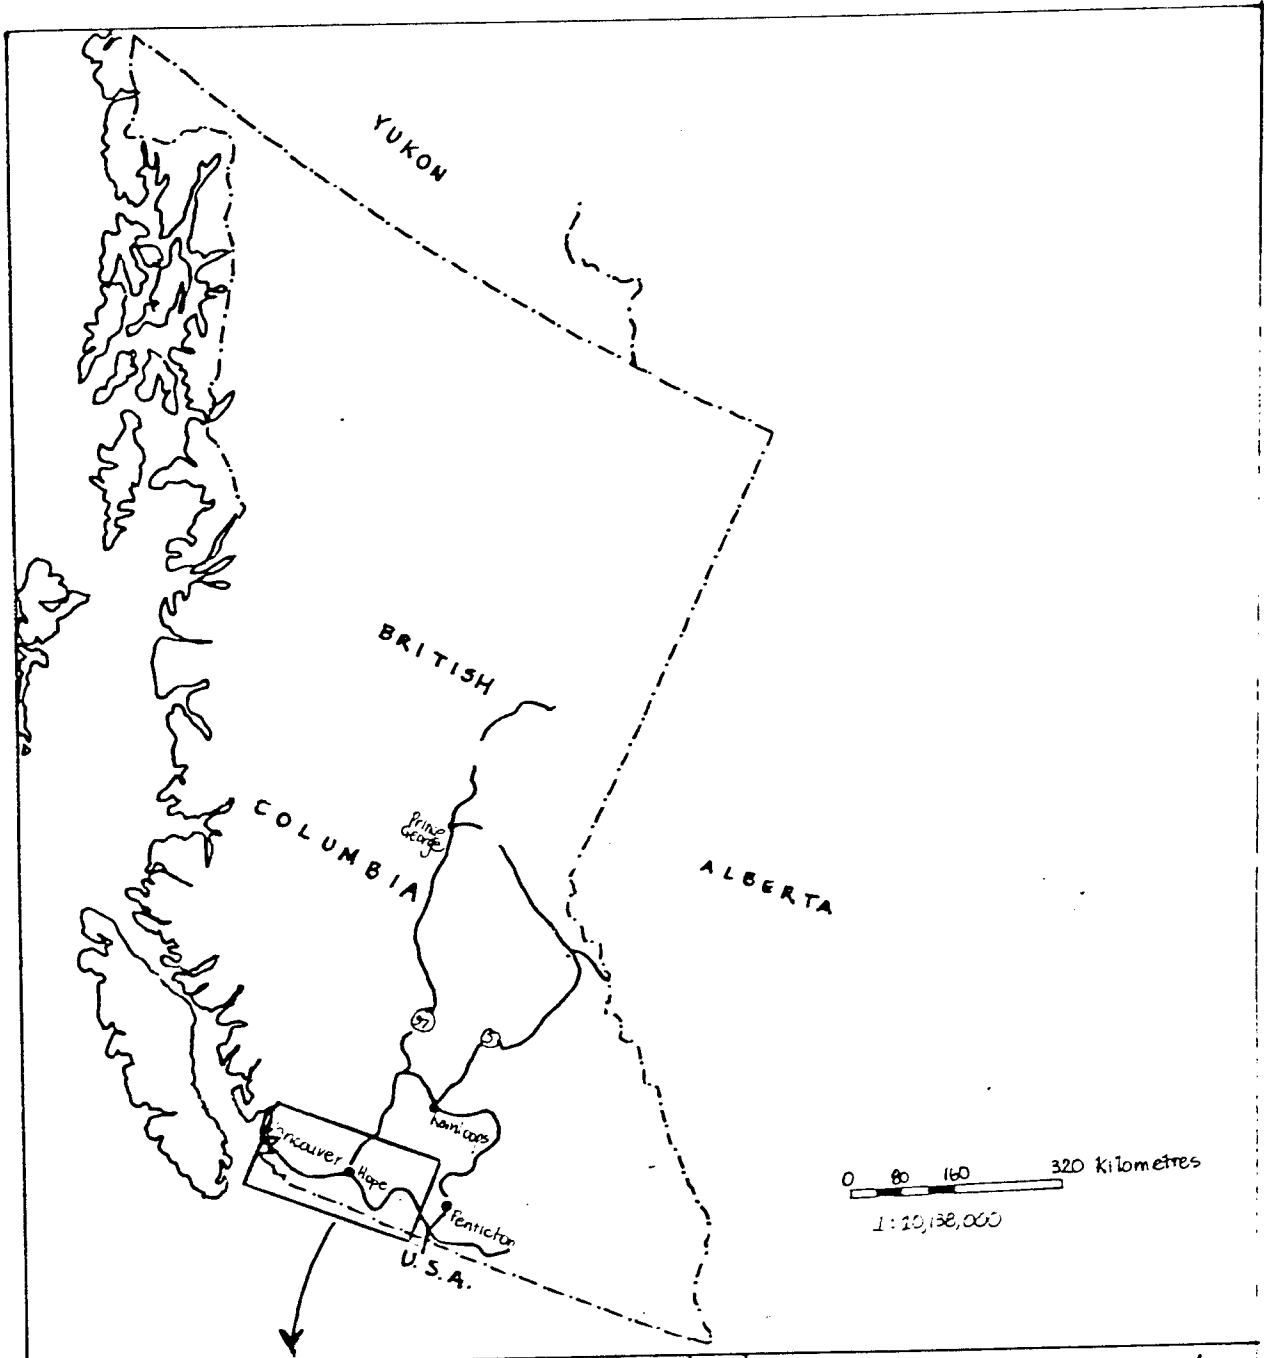 YUKON
BRITISH
COLUMBIA
Prince
George
ALBERTA
97
5
Kamloops
Vancouver
Hope
Penticton
U.S.A.
0 80 160 320 Kilometres
1:10,138,000